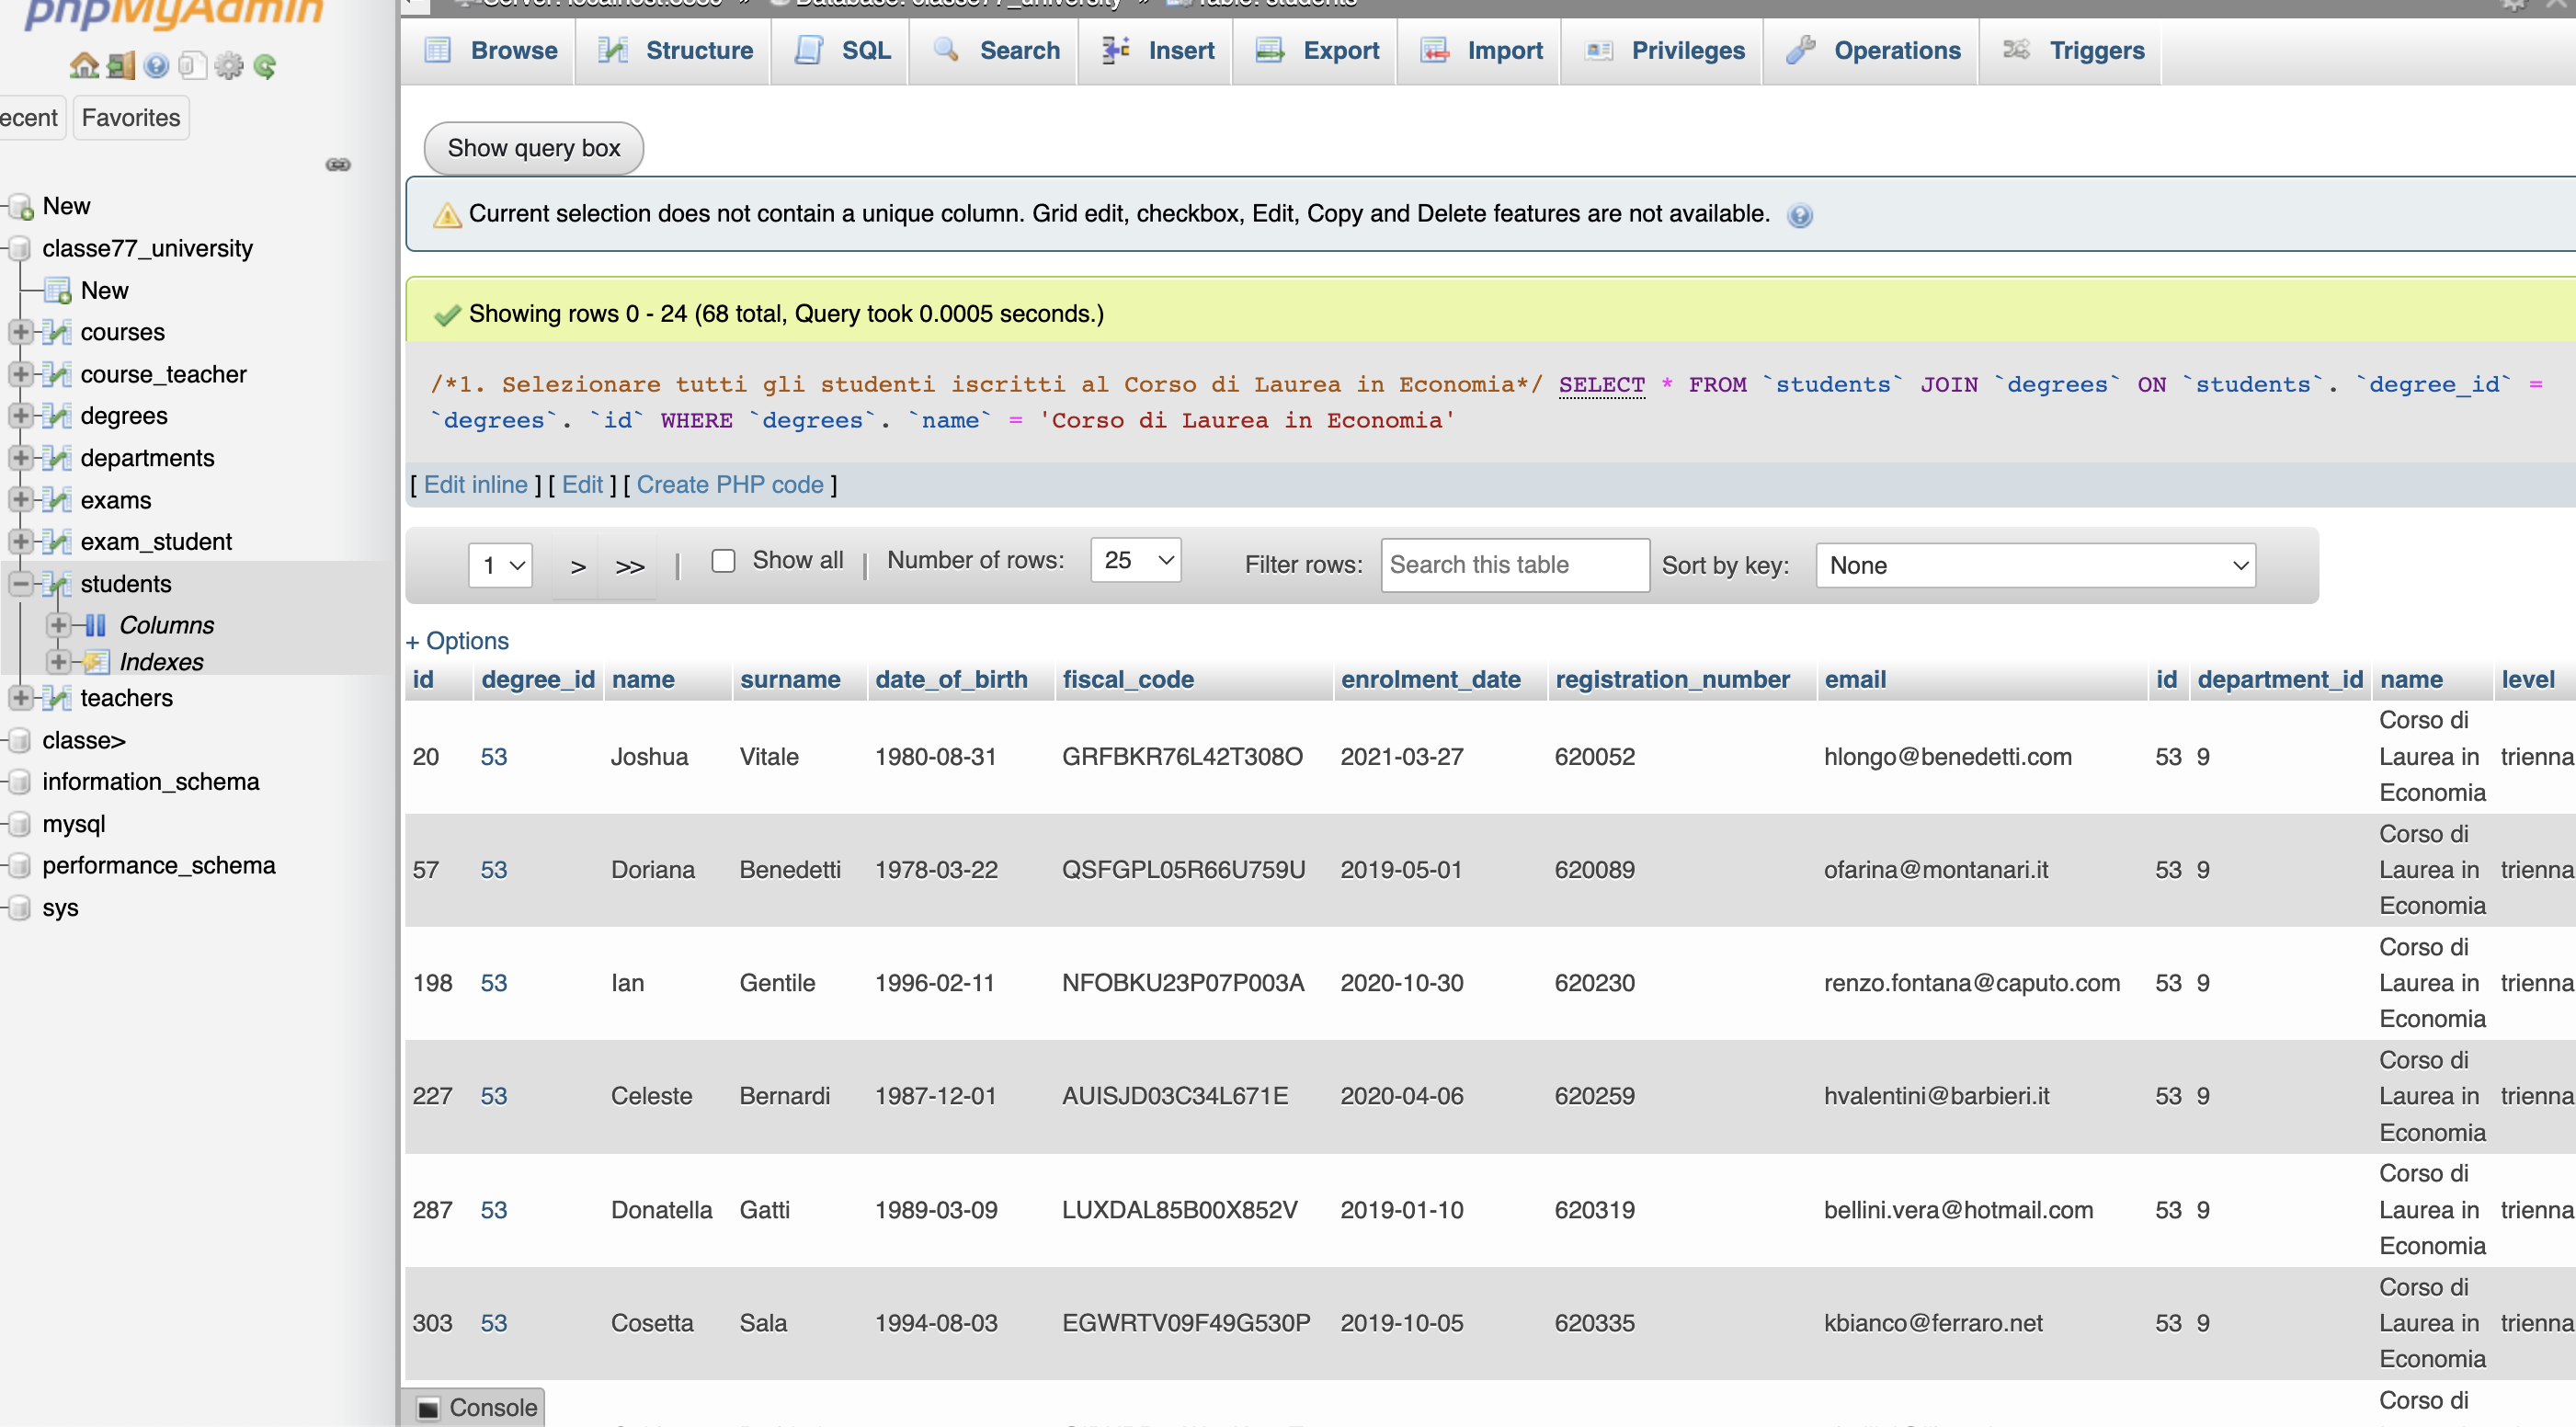 phpMyAdmin
Server: localhost:8889 » Database: classe77_university » Table: students
Browse Structure SQL Search Insert Export Import Privileges Operations Triggers
ecent Favorites
Show query box
Current selection does not contain a unique column. Grid edit, checkbox, Edit, Copy and Delete features are not available.
New
classe77_university
New
courses
course_teacher
degrees
departments
exams
exam_student
students
Columns
Indexes
teachers
classe>
information_schema
mysql
performance_schema
sys
Showing rows 0 - 24 (68 total, Query took 0.0005 seconds.)
/*1. Selezionare tutti gli studenti iscritti al Corso di Laurea in Economia*/ SELECT * FROM `students` JOIN `degrees` ON `students`. `degree_id` =
`degrees`. `id` WHERE `degrees`. `name` = 'Corso di Laurea in Economia'
[ Edit inline ] [ Edit ] [ Create PHP code ]
1 > >> | Show all | Number of rows: 25 Filter rows: Search this table Sort by key: None
+ Options
id degree_id name surname date_of_birth fiscal_code enrolment_date registration_number email id department_id name level
20 53 Joshua Vitale 1980-08-31 GRFBKR76L42T308O 2021-03-27 620052 hlongo@benedetti.com 53 9 Corso di Laurea in Economia trienna
57 53 Doriana Benedetti 1978-03-22 QSFGPL05R66U759U 2019-05-01 620089 ofarina@montanari.it 53 9 Corso di Laurea in Economia trienna
198 53 Ian Gentile 1996-02-11 NFOBKU23P07P003A 2020-10-30 620230 renzo.fontana@caputo.com 53 9 Corso di Laurea in Economia trienna
227 53 Celeste Bernardi 1987-12-01 AUISJD03C34L671E 2020-04-06 620259 hvalentini@barbieri.it 53 9 Corso di Laurea in Economia trienna
287 53 Donatella Gatti 1989-03-09 LUXDAL85B00X852V 2019-01-10 620319 bellini.vera@hotmail.com 53 9 Corso di Laurea in Economia trienna
303 53 Cosetta Sala 1994-08-03 EGWRTV09F49G530P 2019-10-05 620335 kbianco@ferraro.net 53 9 Corso di Laurea in Economia trienna
Corso di
Console